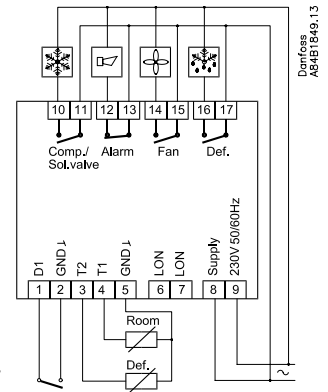 Danfoss
A84B1849.13
10 11 12 13 14 15 16 17
Comp./
Sol.valve
Alarm
Fan
Def.
D1
GND
T2
T1
GND
LON
LON
Supply
230V 50/60Hz
1 2 3 4 5 6 7 8 9
Room
Def.
~